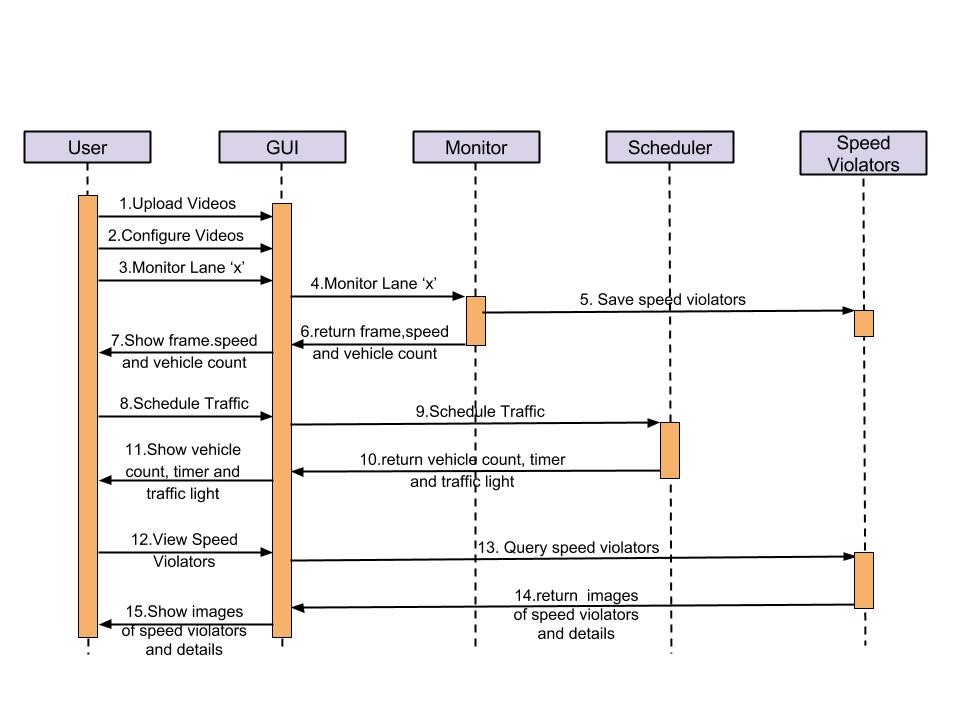 User
GUI
Monitor
Scheduler
Speed
Violators
1.Upload Videos
2.Configure Videos
3.Monitor Lane ‘x’
4.Monitor Lane ‘x’
5. Save speed violators
6.return frame,speed
and vehicle count
7.Show frame.speed
and vehicle count
8.Schedule Traffic
9.Schedule Traffic
10.return vehicle count, timer
and traffic light
11.Show vehicle
count, timer and
traffic light
12.View Speed
Violators
13. Query speed violators
14.return  images
of speed violators
and details
15.Show images
of speed violators
and details